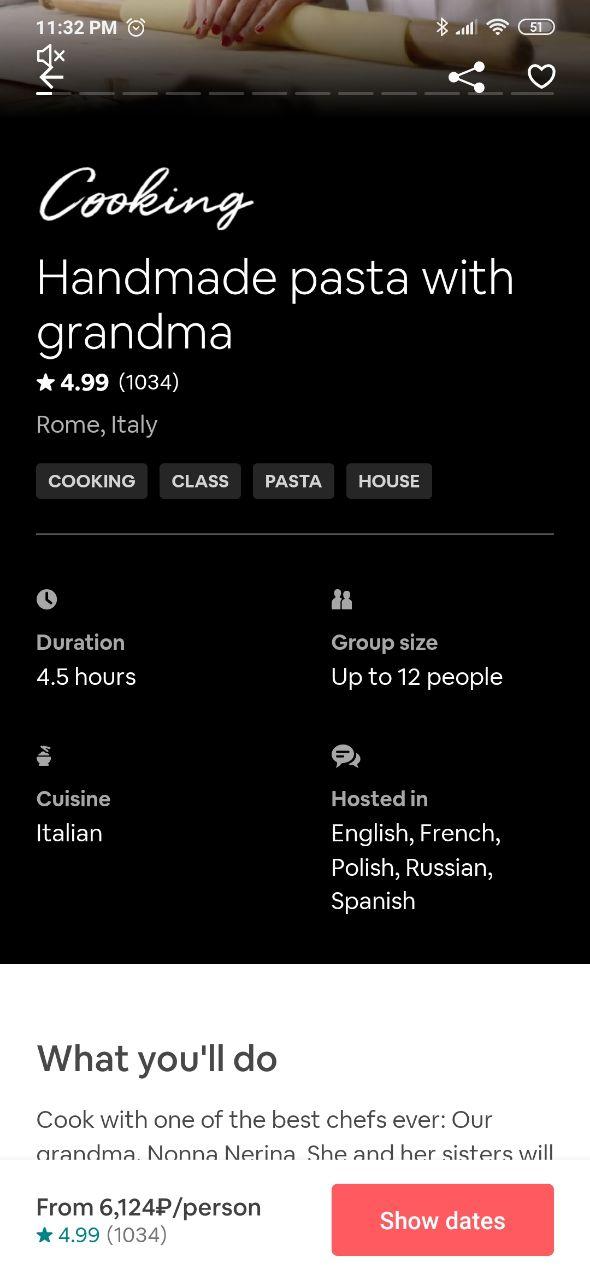 11:32 PM
51
Cooking
Handmade pasta with
grandma
★ 4.99 (1034)
Rome, Italy
COOKING CLASS PASTA HOUSE
Duration
4.5 hours
Group size
Up to 12 people
Cuisine
Italian
Hosted in
English, French,
Polish, Russian,
Spanish
What you'll do
Cook with one of the best chefs ever: Our
grandma, Nonna Nerina. She and her sisters will
From 6,124₽/person
★ 4.99 (1034)
Show dates